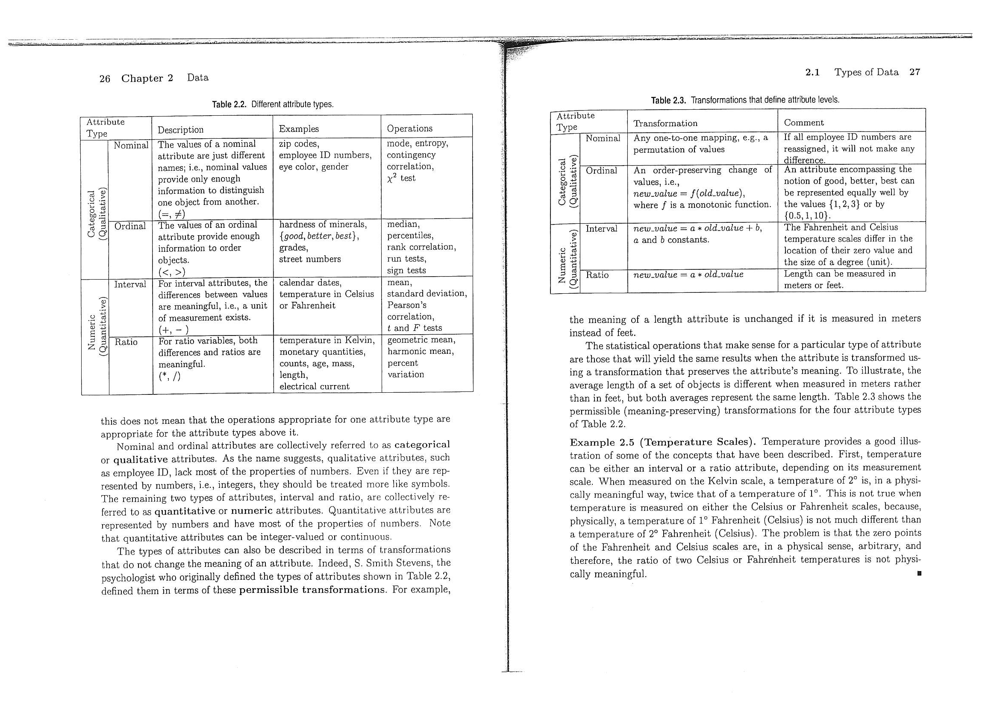 26 Chapter 2 Data
Table 2.2. Different attribute types.
Attribute
Type
Description
Examples
Operations
Categorical
(Qualitative)
Nominal
The values of a nominal
attribute are just different
names; i.e., nominal values
provide only enough
information to distinguish
one object from another.
(=, ≠)
zip codes,
employee ID numbers,
eye color, gender
mode, entropy,
contingency
correlation,
χ² test
Ordinal
The values of an ordinal
attribute provide enough
information to order
objects.
(<, >)
hardness of minerals,
{good, better, best},
grades,
street numbers
median,
percentiles,
rank correlation,
run tests,
sign tests
Numeric
(Quantitative)
Interval
For interval attributes, the
differences between values
are meaningful, i.e., a unit
of measurement exists.
(+, − )
calendar dates,
temperature in Celsius
or Fahrenheit
mean,
standard deviation,
Pearson's
correlation,
t and F tests
Ratio
For ratio variables, both
differences and ratios are
meaningful.
(*, /)
temperature in Kelvin,
monetary quantities,
counts, age, mass,
length,
electrical current
geometric mean,
harmonic mean,
percent
variation
this does not mean that the operations appropriate for one attribute type are
appropriate for the attribute types above it.
Nominal and ordinal attributes are collectively referred to as categorical
or qualitative attributes. As the name suggests, qualitative attributes, such
as employee ID, lack most of the properties of numbers. Even if they are rep-
resented by numbers, i.e., integers, they should be treated more like symbols.
The remaining two types of attributes, interval and ratio, are collectively re-
ferred to as quantitative or numeric attributes. Quantitative attributes are
represented by numbers and have most of the properties of numbers. Note
that quantitative attributes can be integer-valued or continuous.
The types of attributes can also be described in terms of transformations
that do not change the meaning of an attribute. Indeed, S. Smith Stevens, the
psychologist who originally defined the types of attributes shown in Table 2.2,
defined them in terms of these permissible transformations. For example,
2.1 Types of Data 27
Table 2.3. Transformations that define attribute levels.
Attribute
Type
Transformation
Comment
Categorical
(Qualitative)
Nominal
Any one-to-one mapping, e.g., a
permutation of values
If all employee ID numbers are
reassigned, it will not make any
difference.
Ordinal
An order-preserving change of
values, i.e.,
new_value = f(old_value),
where f is a monotonic function.
An attribute encompassing the
notion of good, better, best can
be represented equally well by
the values {1, 2, 3} or by
{0.5, 1, 10}.
Numeric
(Quantitative)
Interval
new_value = a * old_value + b,
a and b constants.
The Fahrenheit and Celsius
temperature scales differ in the
location of their zero value and
the size of a degree (unit).
Ratio
new_value = a * old_value
Length can be measured in
meters or feet.
the meaning of a length attribute is unchanged if it is measured in meters
instead of feet.
The statistical operations that make sense for a particular type of attribute
are those that will yield the same results when the attribute is transformed us-
ing a transformation that preserves the attribute's meaning. To illustrate, the
average length of a set of objects is different when measured in meters rather
than in feet, but both averages represent the same length. Table 2.3 shows the
permissible (meaning-preserving) transformations for the four attribute types
of Table 2.2.
Example 2.5 (Temperature Scales). Temperature provides a good illus-
tration of some of the concepts that have been described. First, temperature
can be either an interval or a ratio attribute, depending on its measurement
scale. When measured on the Kelvin scale, a temperature of 2° is, in a physi-
cally meaningful way, twice that of a temperature of 1°. This is not true when
temperature is measured on either the Celsius or Fahrenheit scales, because,
physically, a temperature of 1° Fahrenheit (Celsius) is not much different than
a temperature of 2° Fahrenheit (Celsius). The problem is that the zero points
of the Fahrenheit and Celsius scales are, in a physical sense, arbitrary, and
therefore, the ratio of two Celsius or Fahrenheit temperatures is not physi-
cally meaningful. ■